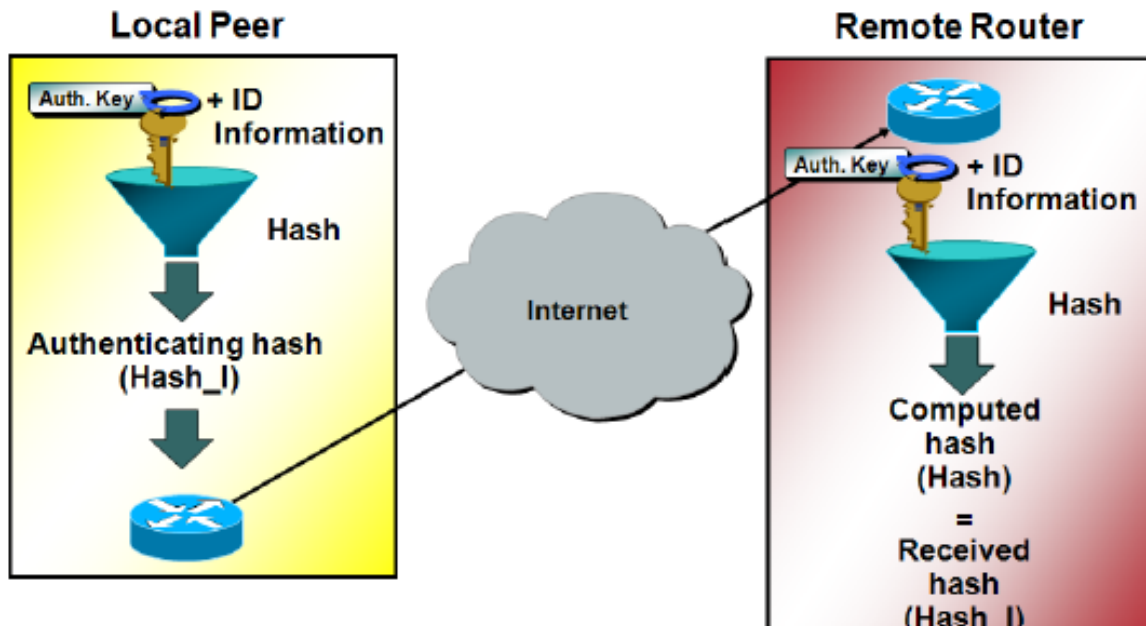 Local Peer
Auth. Key
+ ID
Information
Hash
Authenticating hash
(Hash_I)
Internet
Remote Router
Auth. Key
+ ID
Information
Hash
Computed
hash
(Hash)
=
Received
hash
(Hash_I)